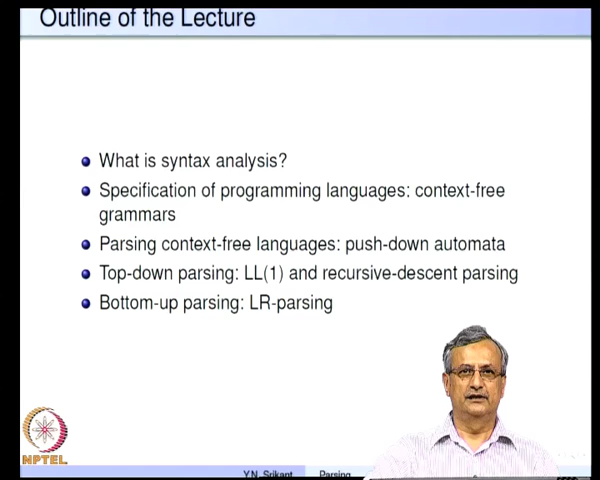 Outline of the Lecture
What is syntax analysis?
Specification of programming languages: context-free
grammars
Parsing context-free languages: push-down automata
Top-down parsing: LL(1) and recursive-descent parsing
Bottom-up parsing: LR-parsing
NPTEL
Y.N. Srikant Parsing